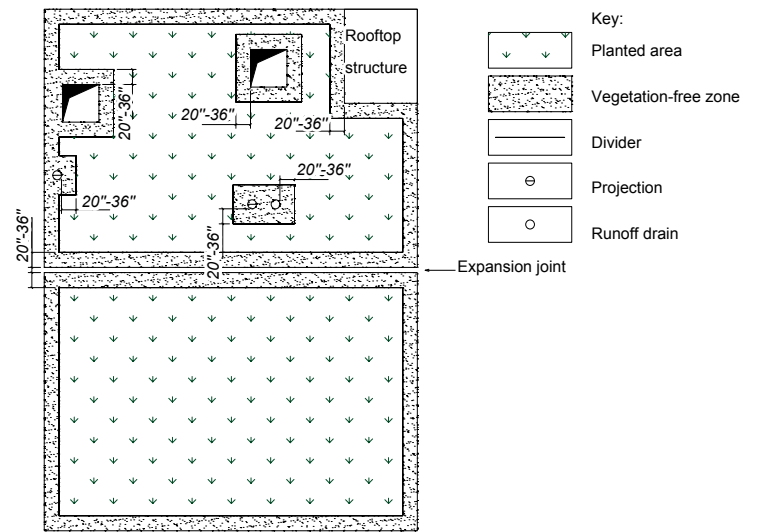 Key:
Rooftop
structure
Planted area
Vegetation-free zone
Divider
Projection
Runoff drain
20"-36"
20"-36"
20"-36"
20"-36"
20"-36"
20"-36"
20"-36"
Expansion joint